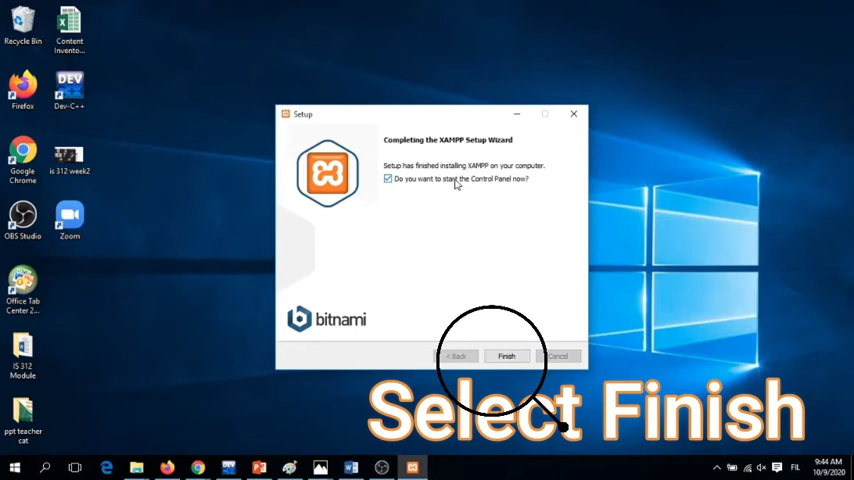 Recycle Bin
Content
Invento...
Firefox
Dev-C++
Google
Chrome
is 312 week2
OBS Studio
Zoom
Office Tab
Center 2...
IS 312
Module
ppt teacher
cat
Setup
Completing the XAMPP Setup Wizard
Setup has finished installing XAMPP on your computer.
Do you want to start the Control Panel now?
bitnami
< Back
Finish
Cancel
Select Finish
FIL
9:44 AM
10/9/2020